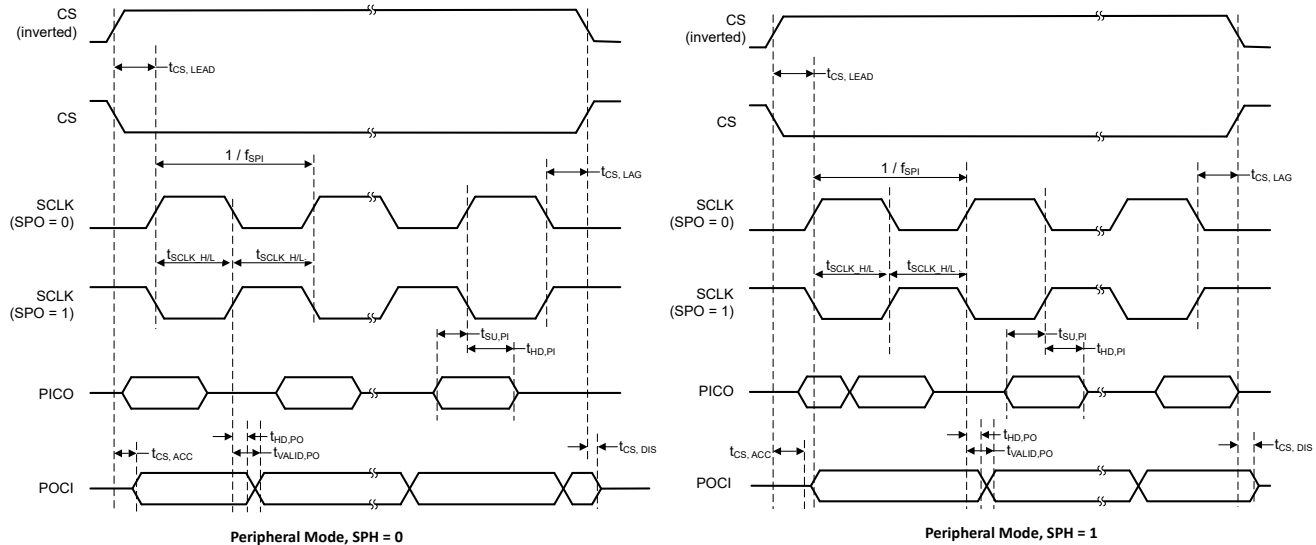 CS
(inverted)
tCS, LEAD
CS
1 / fSPI
tCS, LAG
SCLK
(SPO = 0)
tSCLK_H/L
tSCLK_H/L
SCLK
(SPO = 1)
tSU,PI
tHD,PI
PICO
tHD,PO
tVALID,PO
tCS, ACC
tCS, DIS
POCI
Peripheral Mode, SPH = 0
CS
(inverted)
tCS, LEAD
CS
1 / fSPI
tCS, LAG
SCLK
(SPO = 0)
tSCLK_H/L
tSCLK_H/L
SCLK
(SPO = 1)
tSU,PI
tHD,PI
PICO
tHD,PO
tVALID,PO
tCS, ACC
tCS, DIS
POCI
Peripheral Mode, SPH = 1